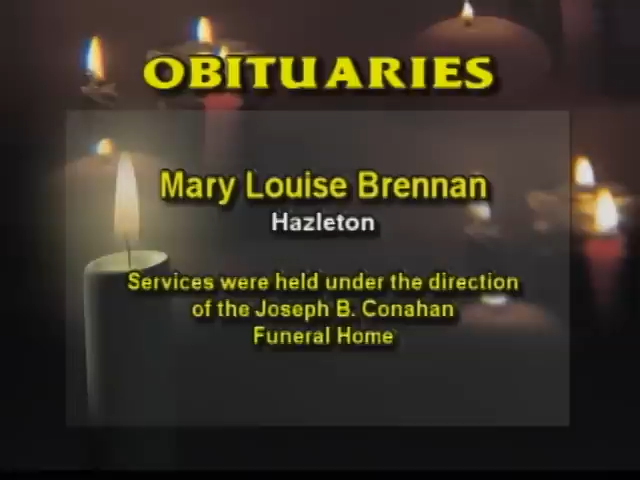 OBITUARIES
Mary Louise Brennan
Hazleton
Services were held under the direction
of the Joseph B. Conahan
Funeral Home